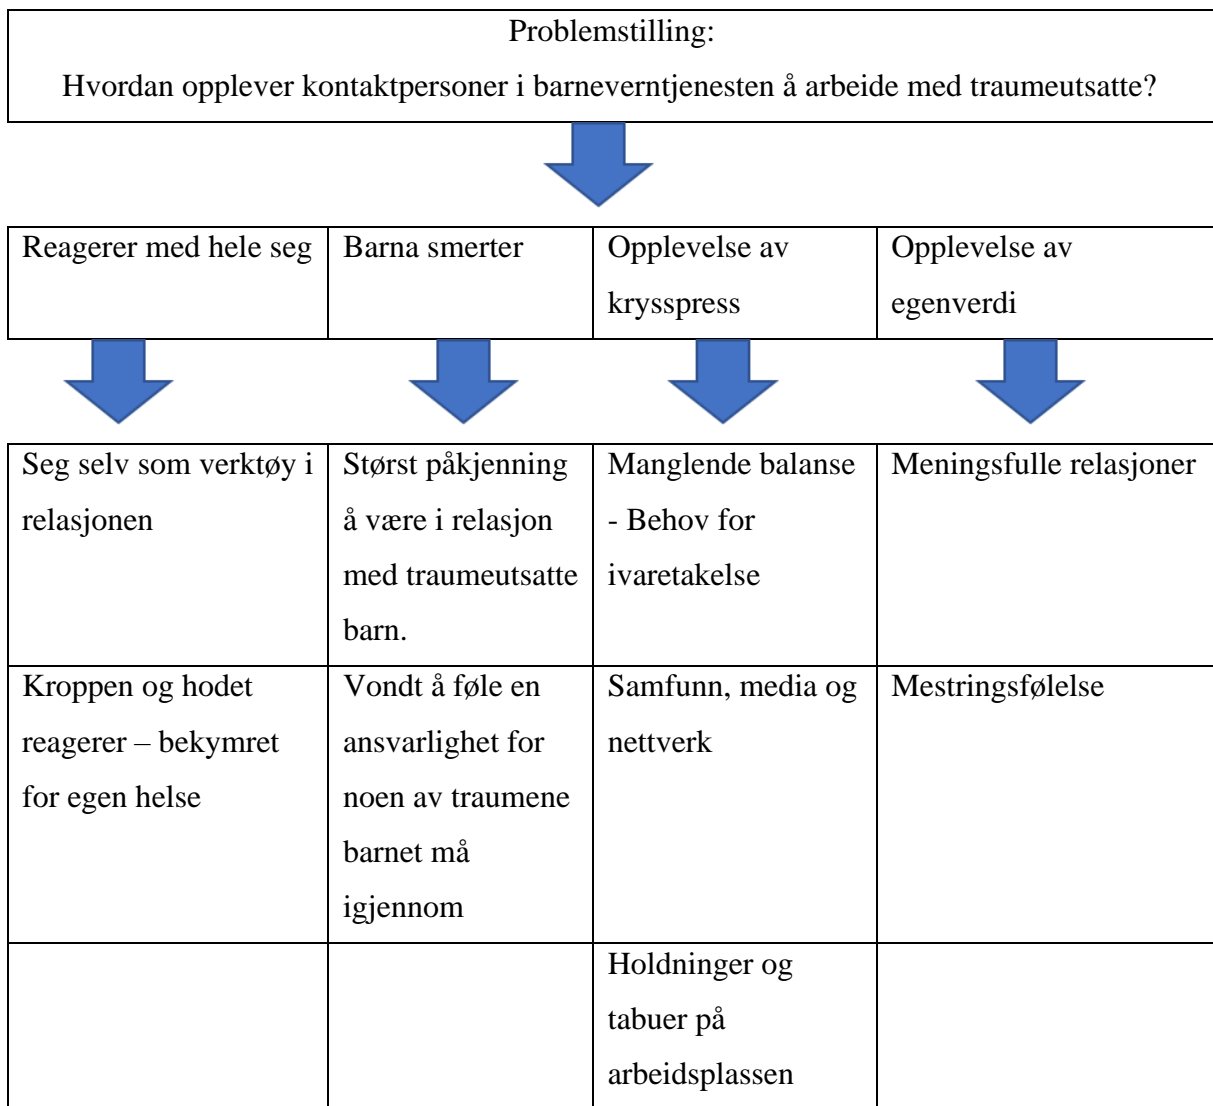 Problemstilling:
Hvordan opplever kontaktpersoner i barneverntjenesten å arbeide med traumeutsatte?
Reagerer med hele seg
Barna smerter
Opplevelse av
krysspress
Opplevelse av
egenverdi
Seg selv som verktøy i
relasjonen
Størst påkjenning
å være i relasjon
med traumeutsatte
barn.
Manglende balanse
- Behov for
ivaretakelse
Meningsfulle relasjoner
Kroppen og hodet
reagerer – bekymret
for egen helse
Vondt å føle en
ansvarlighet for
noen av traumene
barnet må
igjennom
Samfunn, media og
nettverk
Mestringsfølelse
Holdninger og
tabuer på
arbeidsplassen